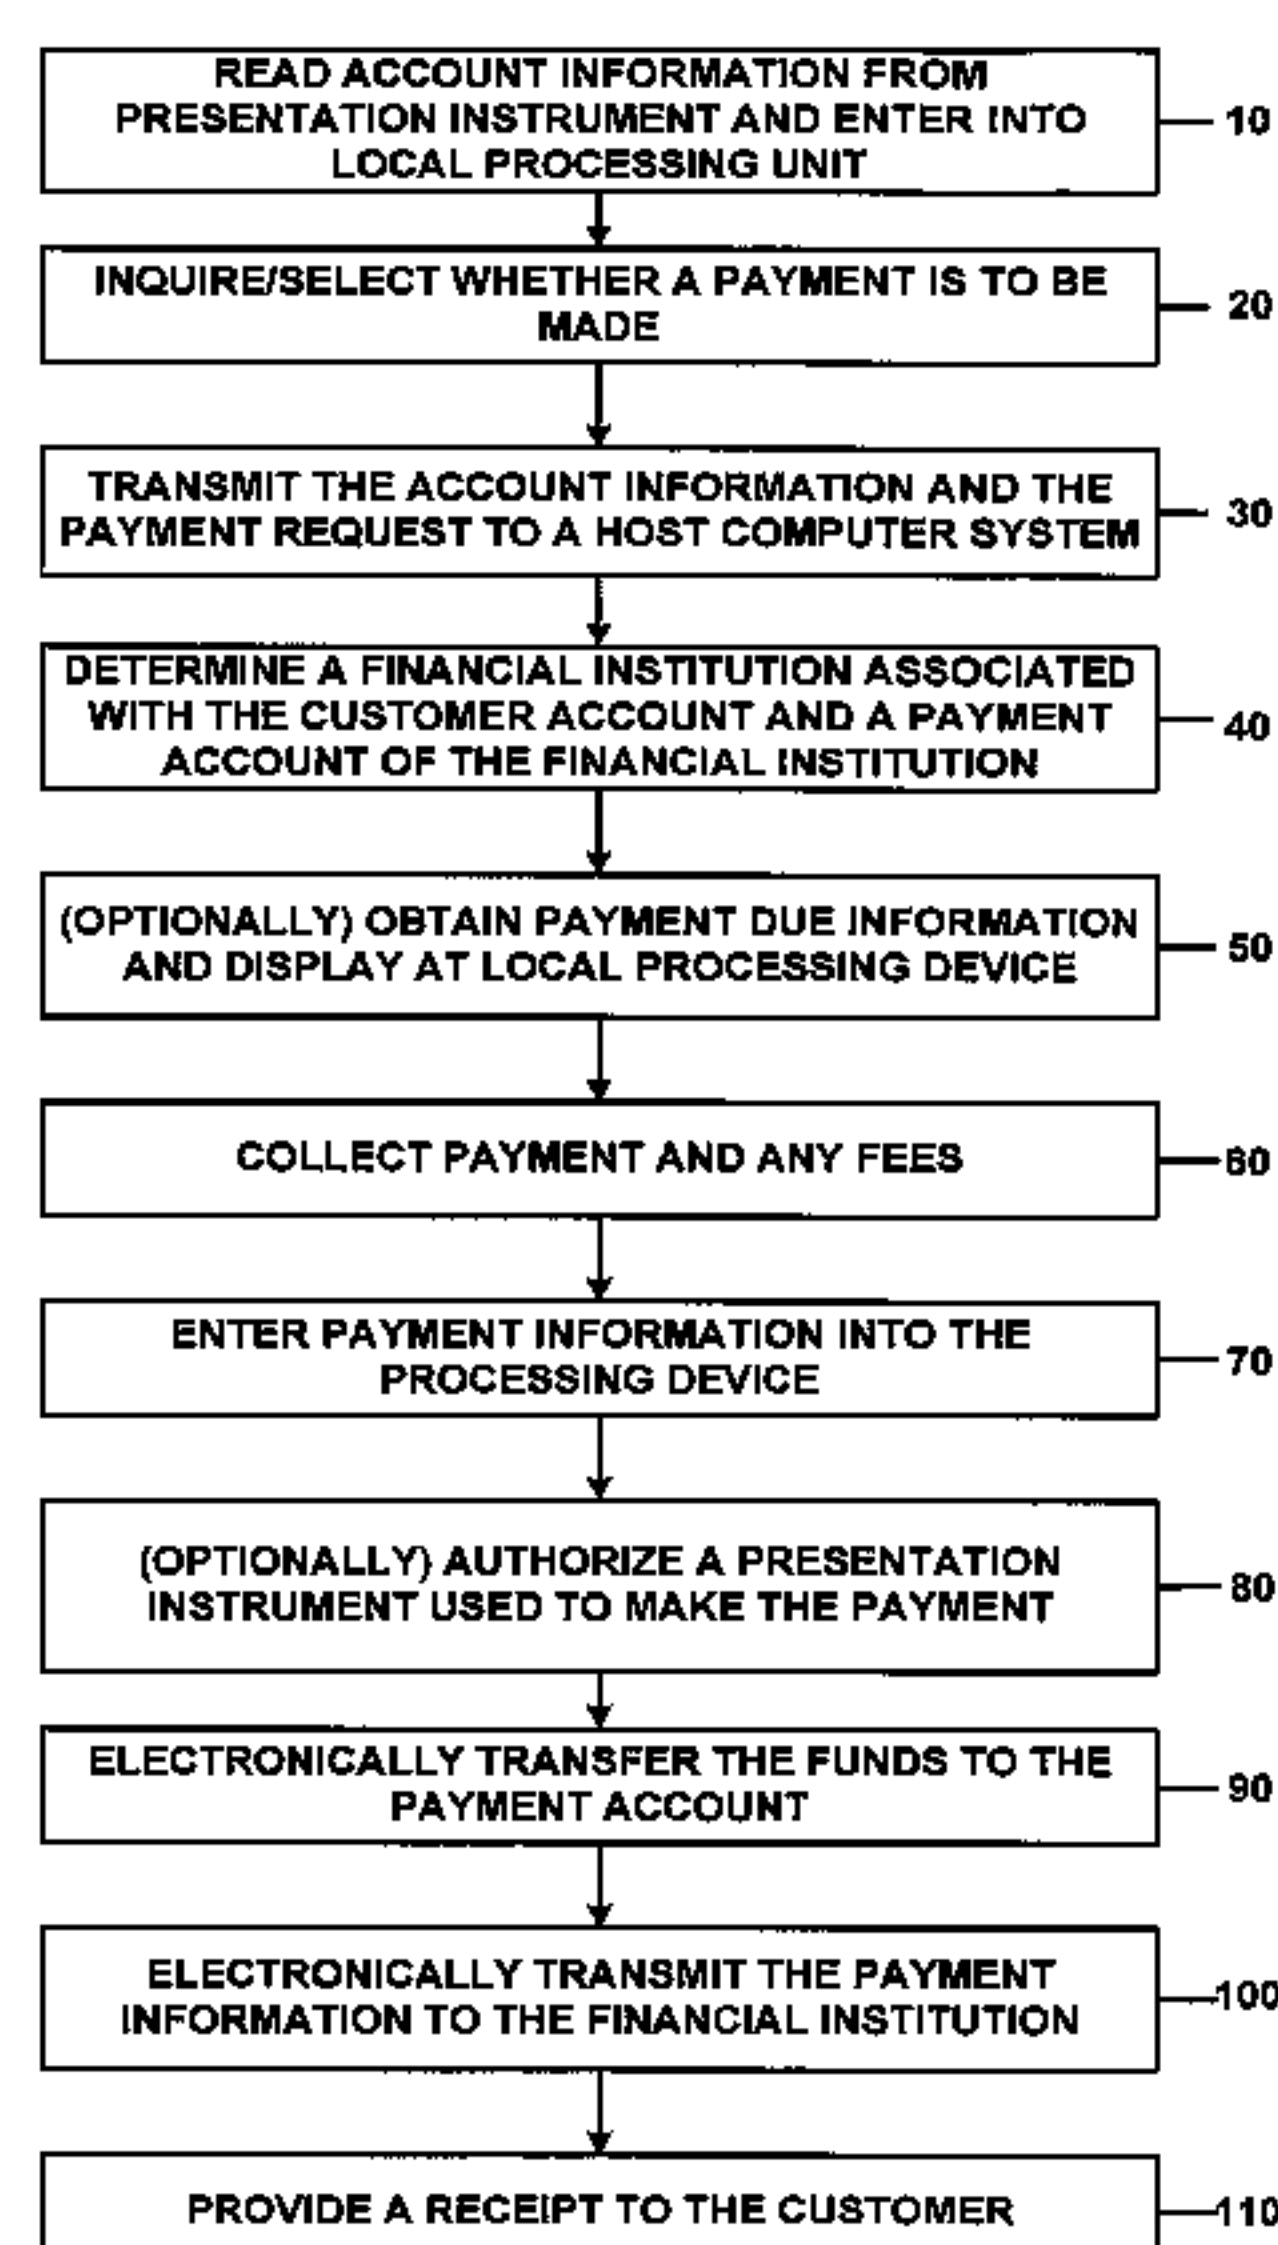 READ ACCOUNT INFORMATION FROM
PRESENTATION INSTRUMENT AND ENTER INTO
LOCAL PROCESSING UNIT
10
INQUIRE/SELECT WHETHER A PAYMENT IS TO BE
MADE
20
TRANSMIT THE ACCOUNT INFORMATION AND THE
PAYMENT REQUEST TO A HOST COMPUTER SYSTEM
30
DETERMINE A FINANCIAL INSTITUTION ASSOCIATED
WITH THE CUSTOMER ACCOUNT AND A PAYMENT
ACCOUNT OF THE FINANCIAL INSTITUTION
40
(OPTIONALLY) OBTAIN PAYMENT DUE INFORMATION
AND DISPLAY AT LOCAL PROCESSING DEVICE
50
COLLECT PAYMENT AND ANY FEES
60
ENTER PAYMENT INFORMATION INTO THE
PROCESSING DEVICE
70
(OPTIONALLY) AUTHORIZE A PRESENTATION
INSTRUMENT USED TO MAKE THE PAYMENT
80
ELECTRONICALLY TRANSFER THE FUNDS TO THE
PAYMENT ACCOUNT
90
ELECTRONICALLY TRANSMIT THE PAYMENT
INFORMATION TO THE FINANCIAL INSTITUTION
100
PROVIDE A RECEIPT TO THE CUSTOMER
110